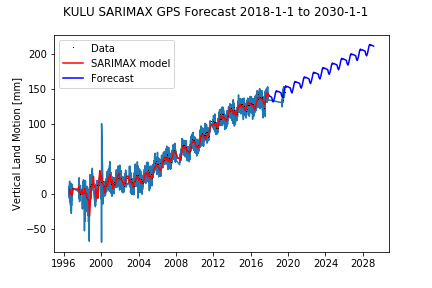 KULU SARIMAX GPS Forecast 2018-1-1 to 2030-1-1
Data
SARIMAX model
Forecast
Vertical Land Motion [mm]
200
150
100
50
0
−50
1996 2000 2004 2008 2012 2016 2020 2024 2028